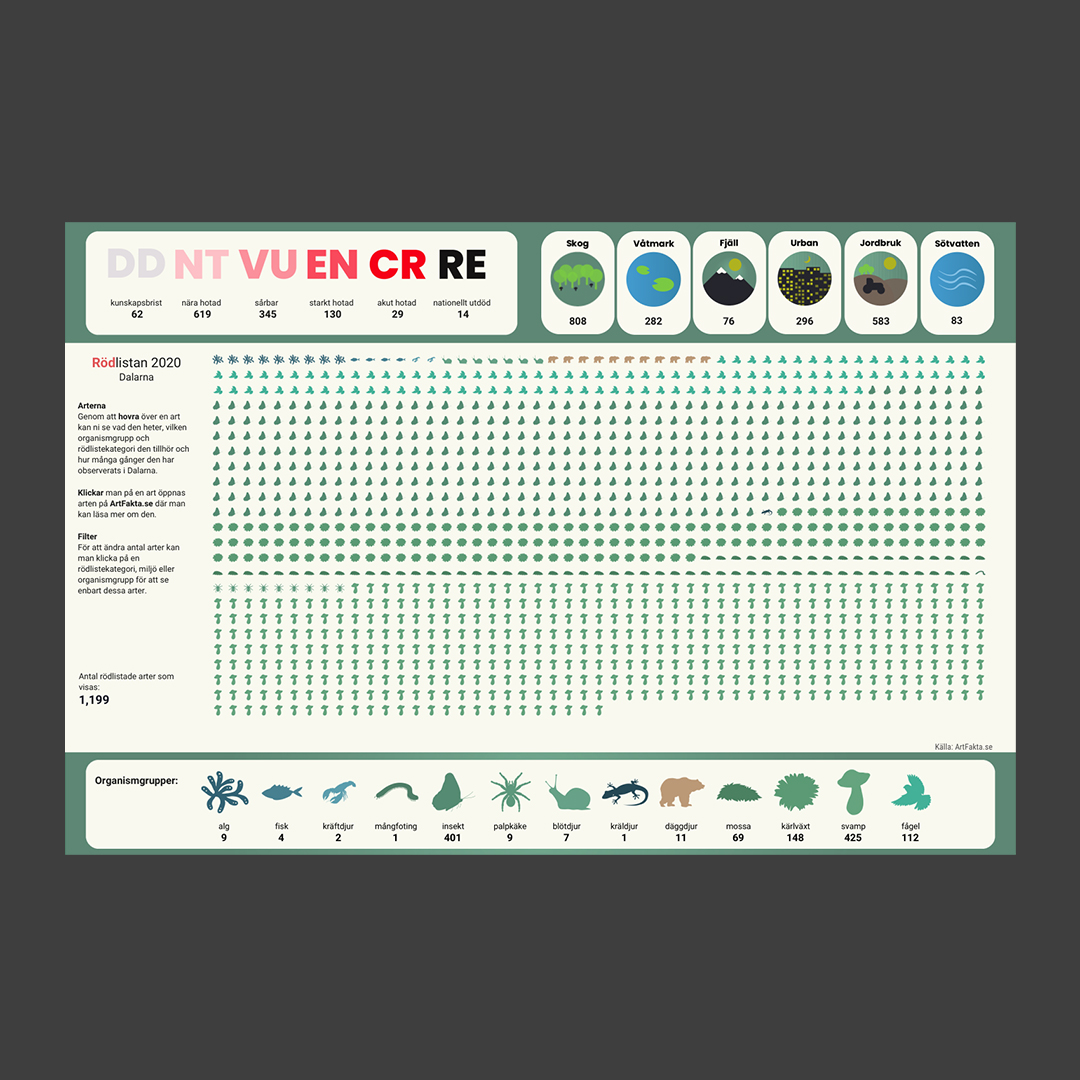 DD NT VU EN CR RE
kunskapsbrist nära hotad sårbar starkt hotad akut hotad nationellt utdöd
62 619 345 130 29 14
Skog Våtmark Fjäll Urban Jordbruk Sötvatten
808 282 76 296 583 83
Rödlistan 2020
Dalarna
Arterna
Genom att hovra över en art
kan ni se vad den heter, vilken
organismgrupp och
rödlistekategori den tillhör och
hur många gånger den har
observerats i Dalarna.
Klickar man på en art öppnas
arten på ArtFakta.se där man
kan läsa mer om den.
Filter
För att ändra antal arter kan
man klicka på en
rödlistekategori, miljö eller
organismgrupp för att se
enbart dessa arter.
Antal rödlistade arter som
visas:
1,199
Källa: ArtFakta.se
Organismgrupper:
alg fisk kräftdjur mångfoting insekt palpkäke blötdjur kräldjur däggdjur mossa kärlväxt svamp fågel
9 4 2 1 401 9 7 1 11 69 148 425 112